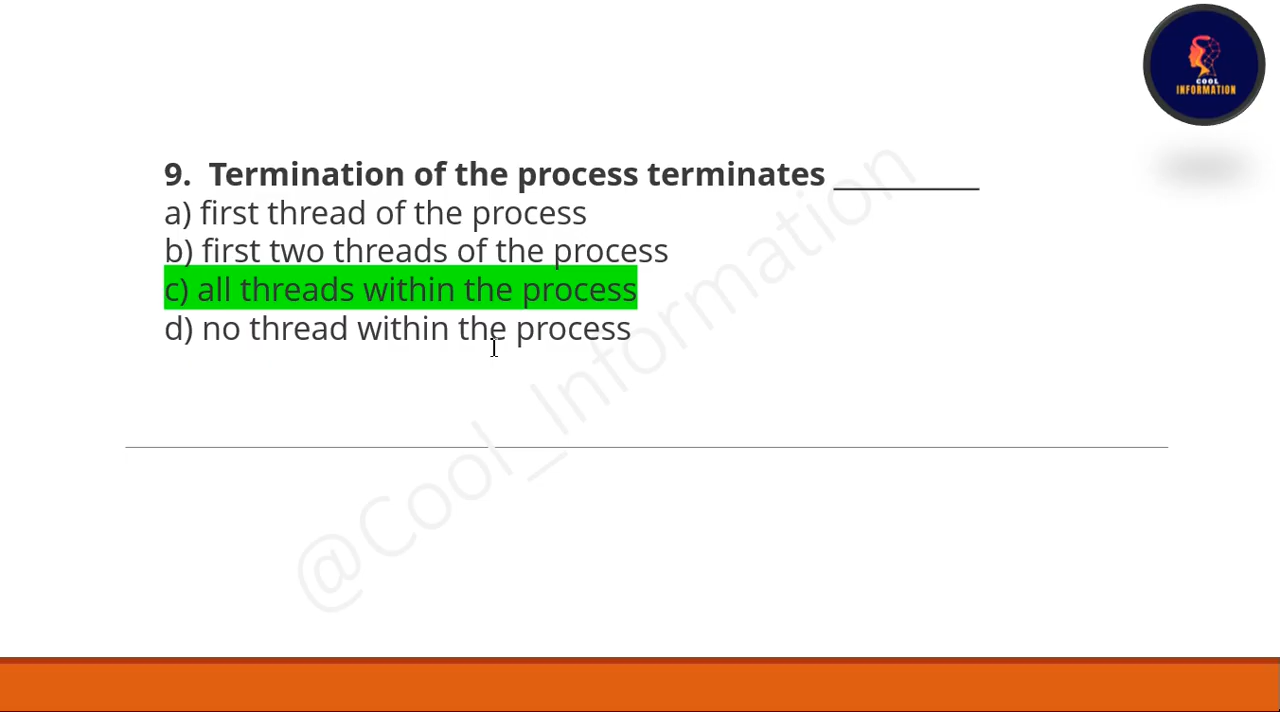 COOL
INFORMATION
9. Termination of the process terminates __________
a) first thread of the process
b) first two threads of the process
c) all threads within the process
d) no thread within the process
@Cool_Information